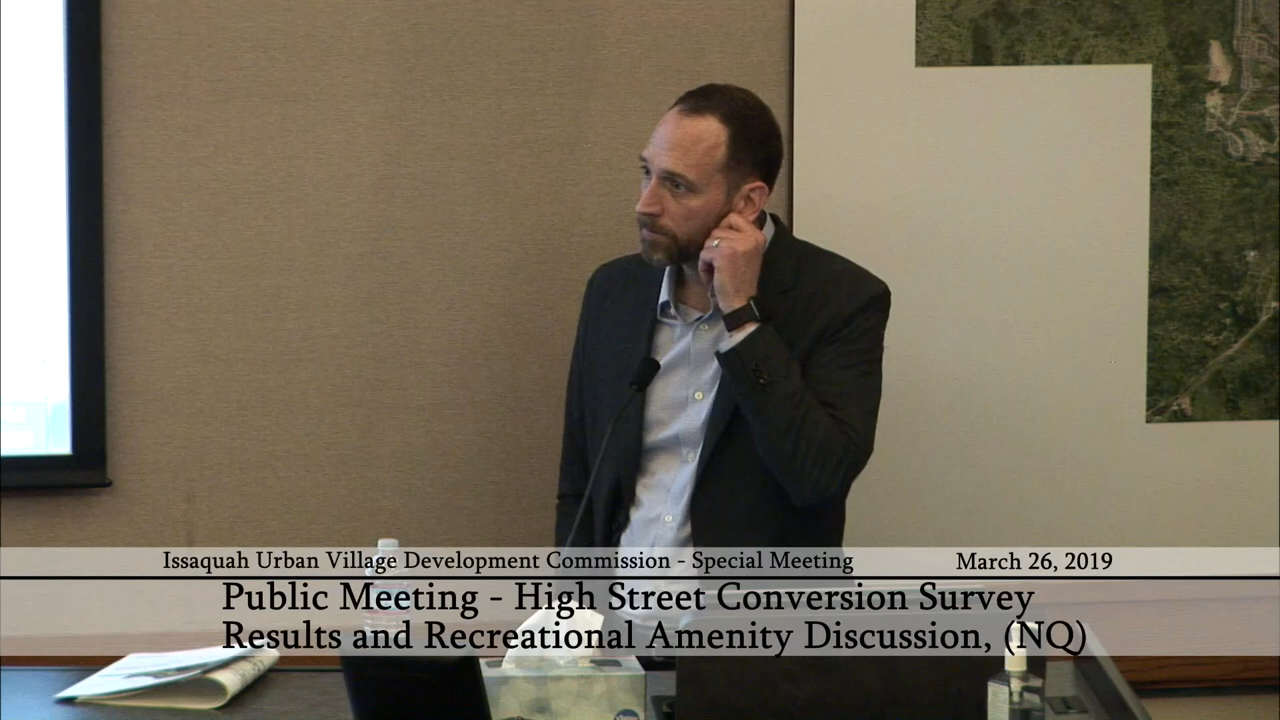 Issaquah Urban Village Development Commission - Special Meeting March 26, 2019
Public Meeting - High Street Conversion Survey
Results and Recreational Amenity Discussion, (NQ)